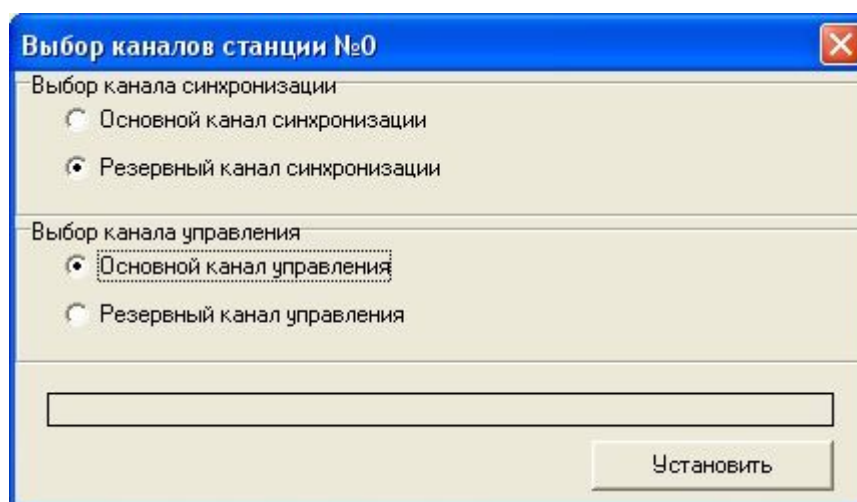 Выбор каналов станции №0
Выбор канала синхронизации
Основной канал синхронизации
Резервный канал синхронизации
Выбор канала управления
Основной канал управления
Резервный канал управления
Установить